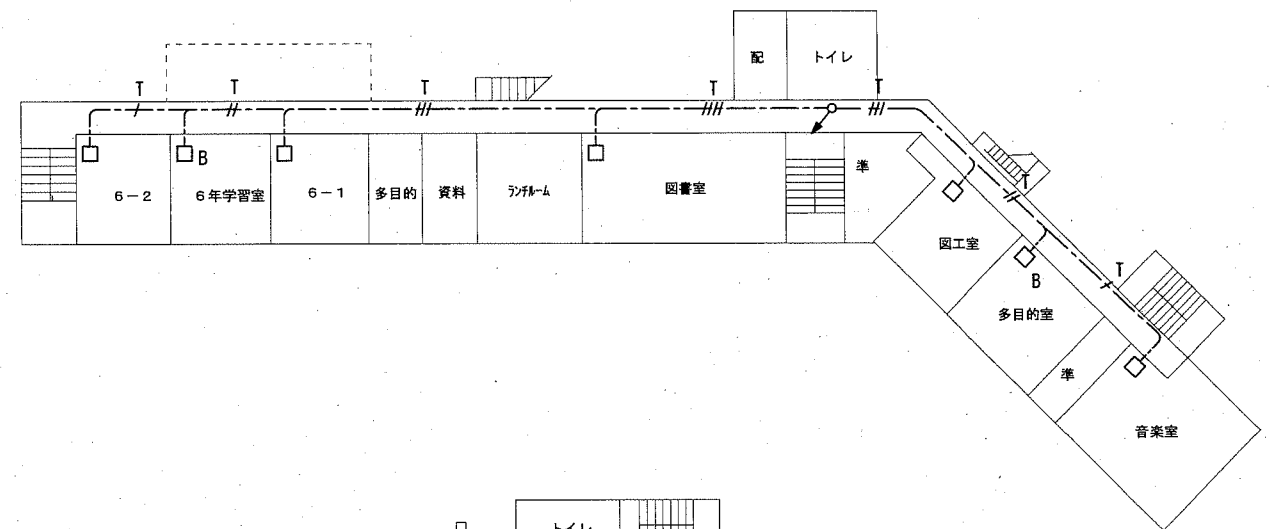 配 トイレ
T T T T T
6-2 B 6年学習室 6-1 多目的 資料 ランチルーム 図書室 準
T
図工室
B
T
多目的室
準
音楽室
トイレ